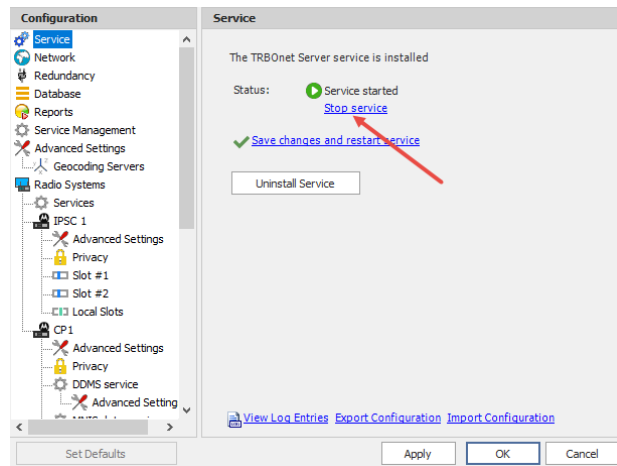 Configuration
Service
Network
Redundancy
Database
Reports
Service Management
Advanced Settings
Geocoding Servers
Radio Systems
Services
IPSC 1
Advanced Settings
Privacy
Slot #1
Slot #2
Local Slots
CP1
Advanced Settings
Privacy
DDMS service
Advanced Setting
Set Defaults
Service
The TRBOnet Server service is installed
Status: Service started
Stop service
Save changes and restart service
Uninstall Service
View Log Entries Export Configuration Import Configuration
Apply OK Cancel